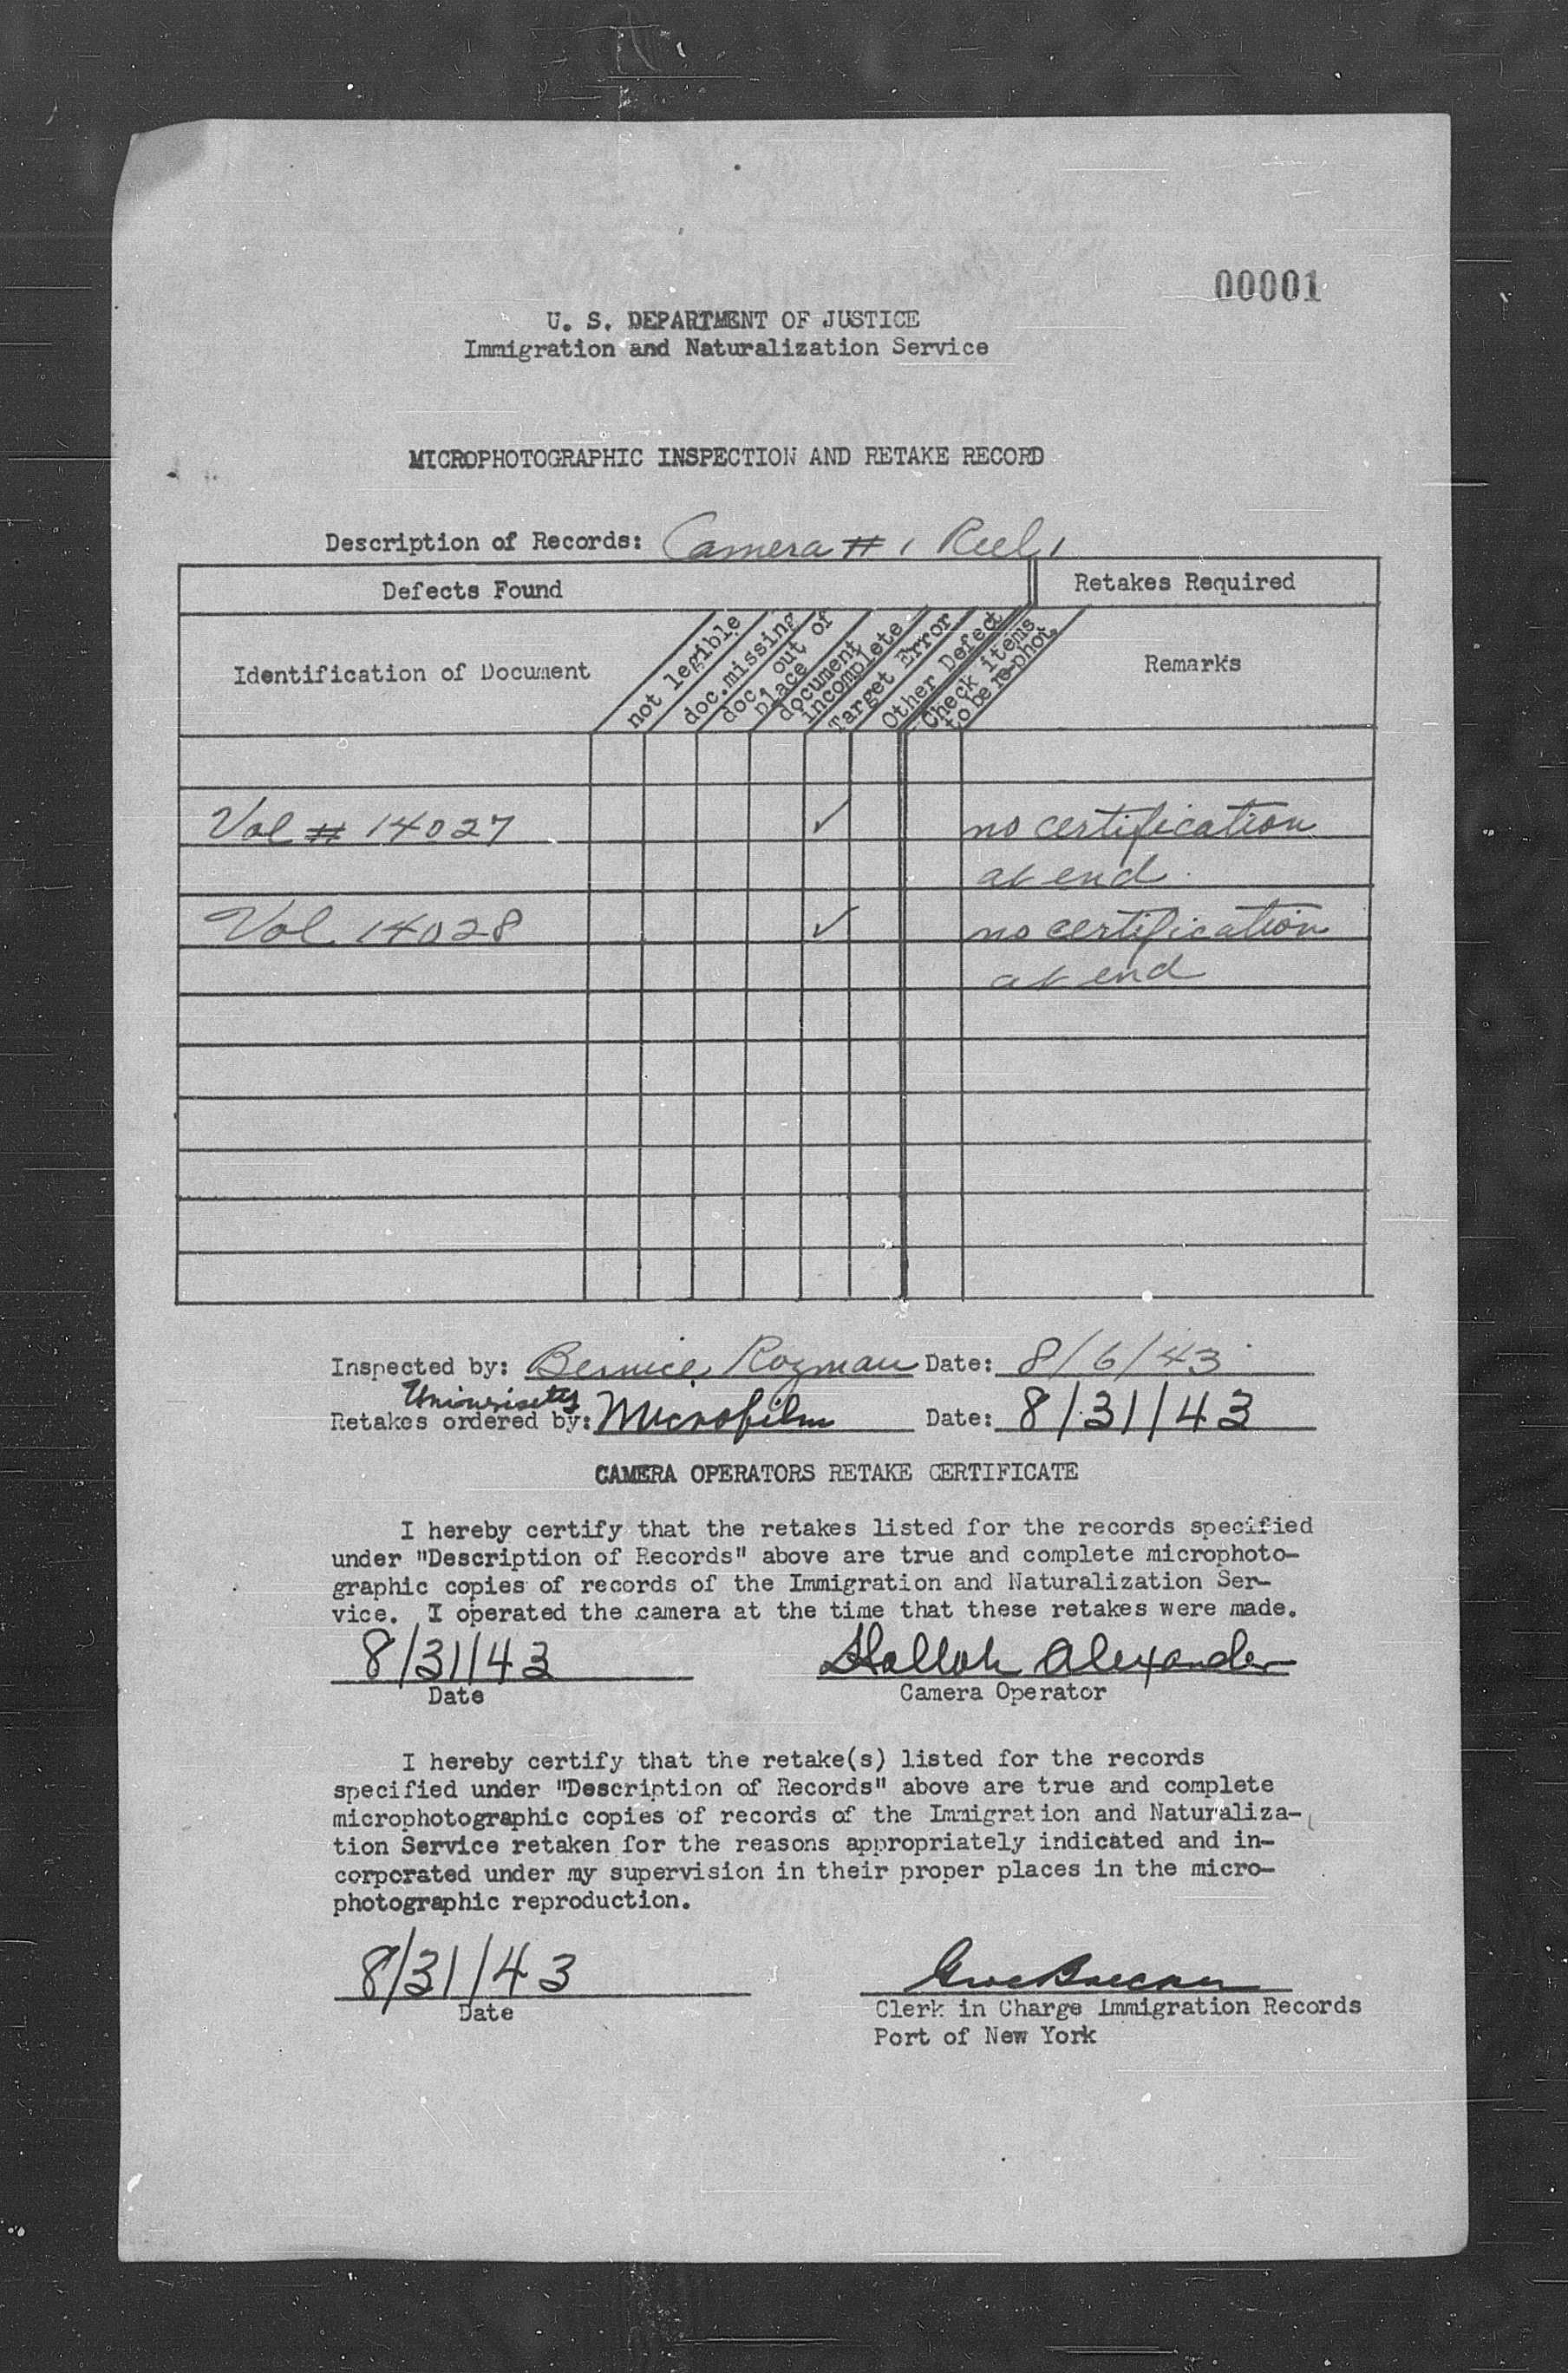 00001
U. S. DEPARTMENT OF JUSTICE
Immigration and Naturalization Service
MICROPHOTOGRAPHIC INSPECTION AND RETAKE RECORD
Description of Records: Camera # 1 Reel 1
Defects Found
Retakes Required
Identification of Document
not legible
doc. missing
doc. out of
place
document
incomplete
Target Error
Other Defect
Check items
to be re-phot.
Remarks
Vol # 14027 ✓ no certification
at end
Vol. 14028 ✓ no certification
at end
Inspected by: Bernice Rozman Date: 8/6/43
Retakes ordered by: Microfilm Date: 8/31/43
CAMERA OPERATORS RETAKE CERTIFICATE
I hereby certify that the retakes listed for the records specified
under "Description of Records" above are true and complete microphoto-
graphic copies of records of the Immigration and Naturalization Ser-
vice. I operated the camera at the time that these retakes were made.
8/31/43 Alexander
Date Camera Operator
I hereby certify that the retake(s) listed for the records
specified under "Description of Records" above are true and complete
microphotographic copies of records of the Immigration and Naturaliza-
tion Service retaken for the reasons appropriately indicated and in-
corporated under my supervision in their proper places in the micro-
photographic reproduction.
8/31/43
Date Clerk in Charge Immigration Records
Port of New York